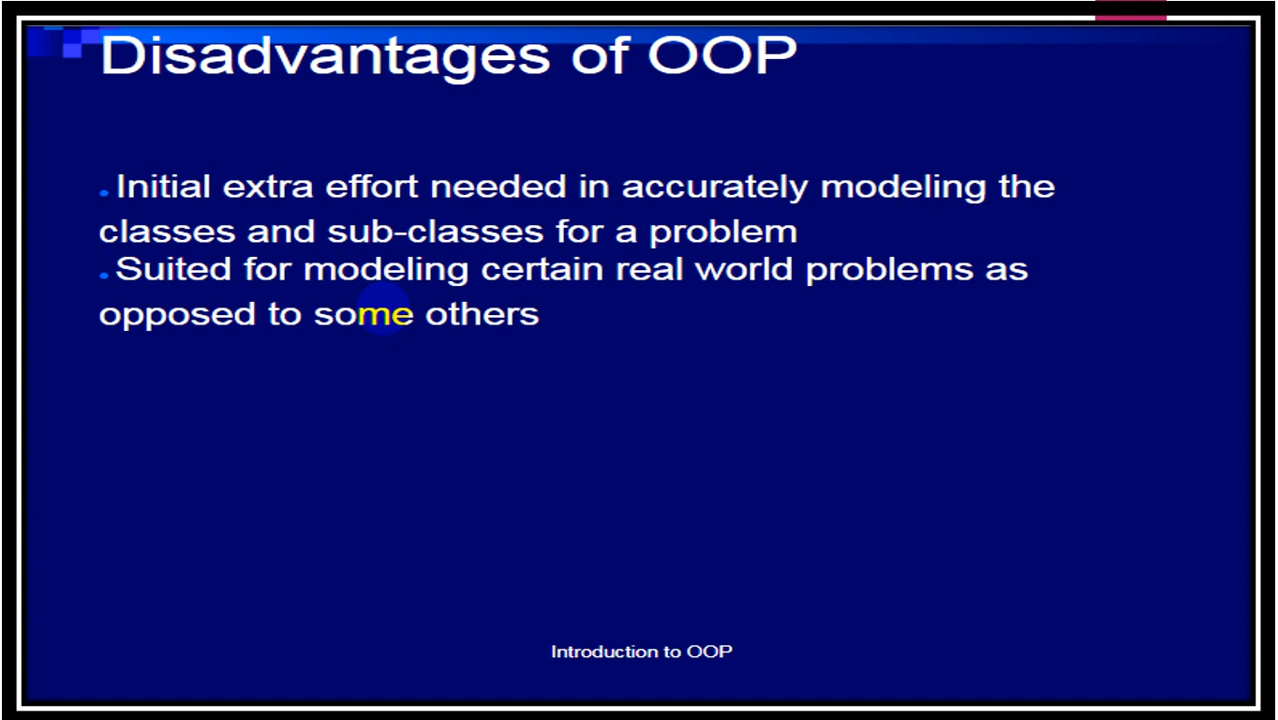 Disadvantages of OOP
• Initial extra effort needed in accurately modeling the
classes and sub-classes for a problem
• Suited for modeling certain real world problems as
opposed to some others
Introduction to OOP